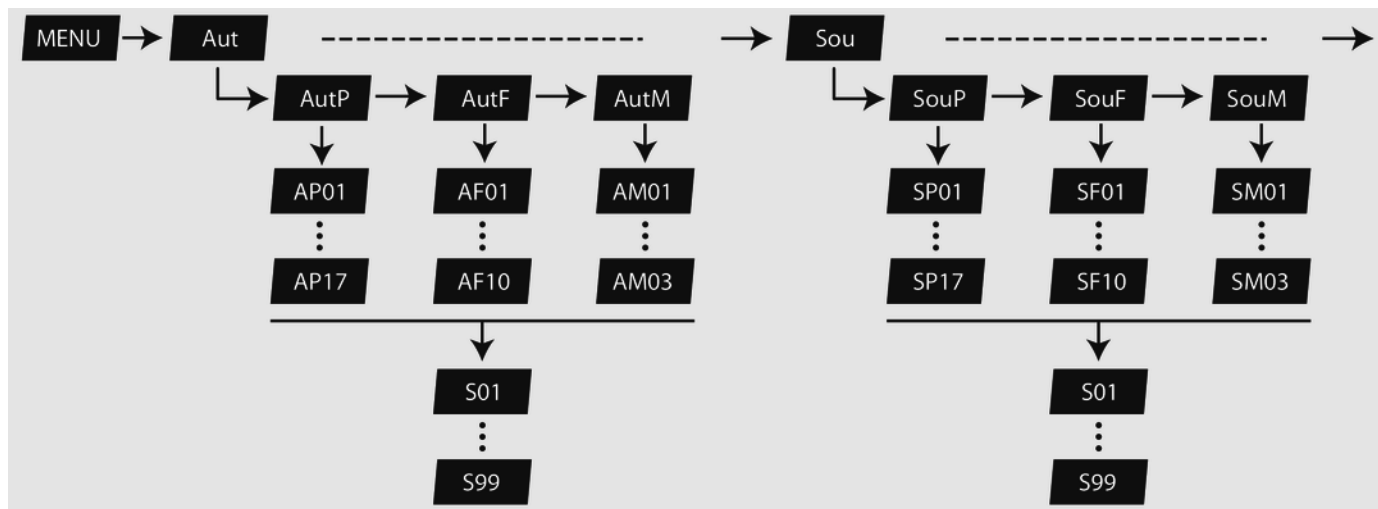 MENU Aut Sou
AutP AutF AutM SouP SouF SouM
AP01 AF01 AM01 SP01 SF01 SM01
AP17 AF10 AM03 SP17 SF10 SM03
S01 S01
S99 S99